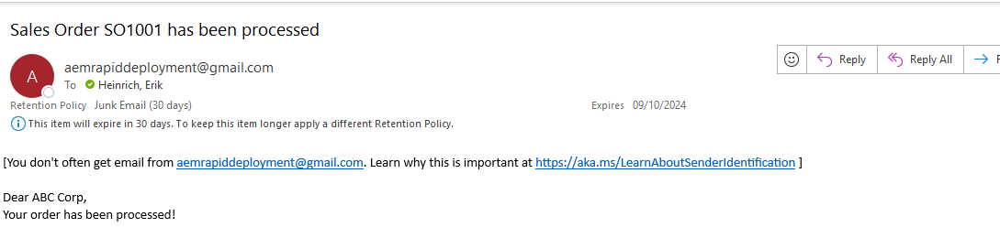 Sales Order SO1001 has been processed
A
aemrapiddeployment@gmail.com
To Heinrich, Erik
Reply
Reply All
F
Retention Policy Junk Email (30 days)
Expires 09/10/2024
This item will expire in 30 days. To keep this item longer apply a different Retention Policy.
[You don't often get email from aemrapiddeployment@gmail.com. Learn why this is important at https://aka.ms/LearnAboutSenderIdentification ]
Dear ABC Corp,
Your order has been processed!